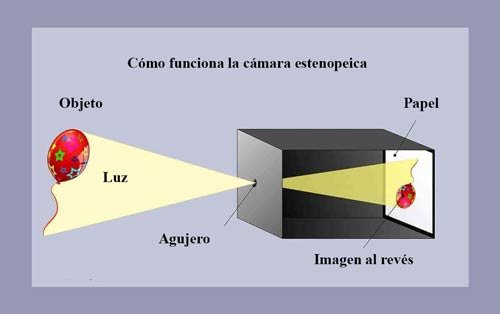 Cómo funciona la cámara estenopeica
Objeto
Papel
Luz
Agujero
Imagen al revés